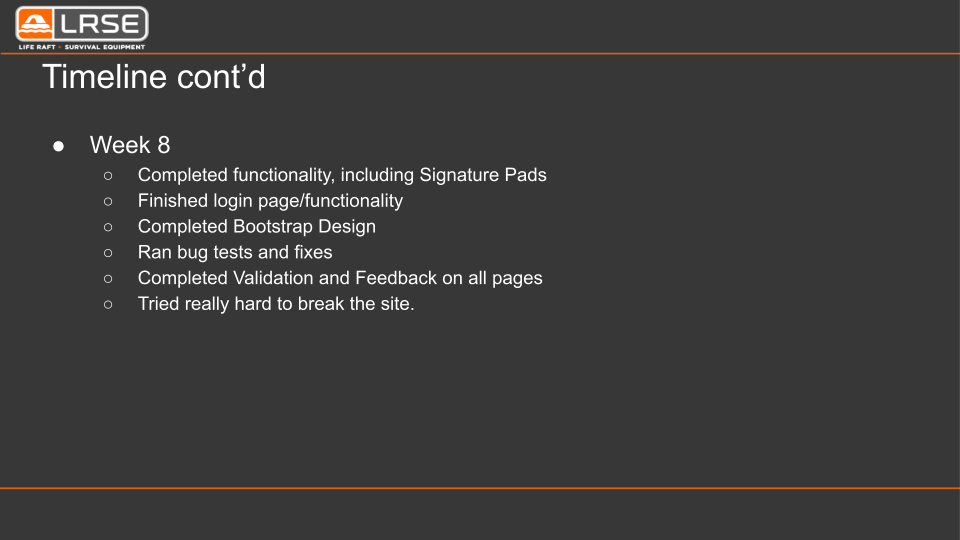 LRSE
LIFE RAFT - SURVIVAL EQUIPMENT
Timeline cont’d
● Week 8
○ Completed functionality, including Signature Pads
○ Finished login page/functionality
○ Completed Bootstrap Design
○ Ran bug tests and fixes
○ Completed Validation and Feedback on all pages
○ Tried really hard to break the site.